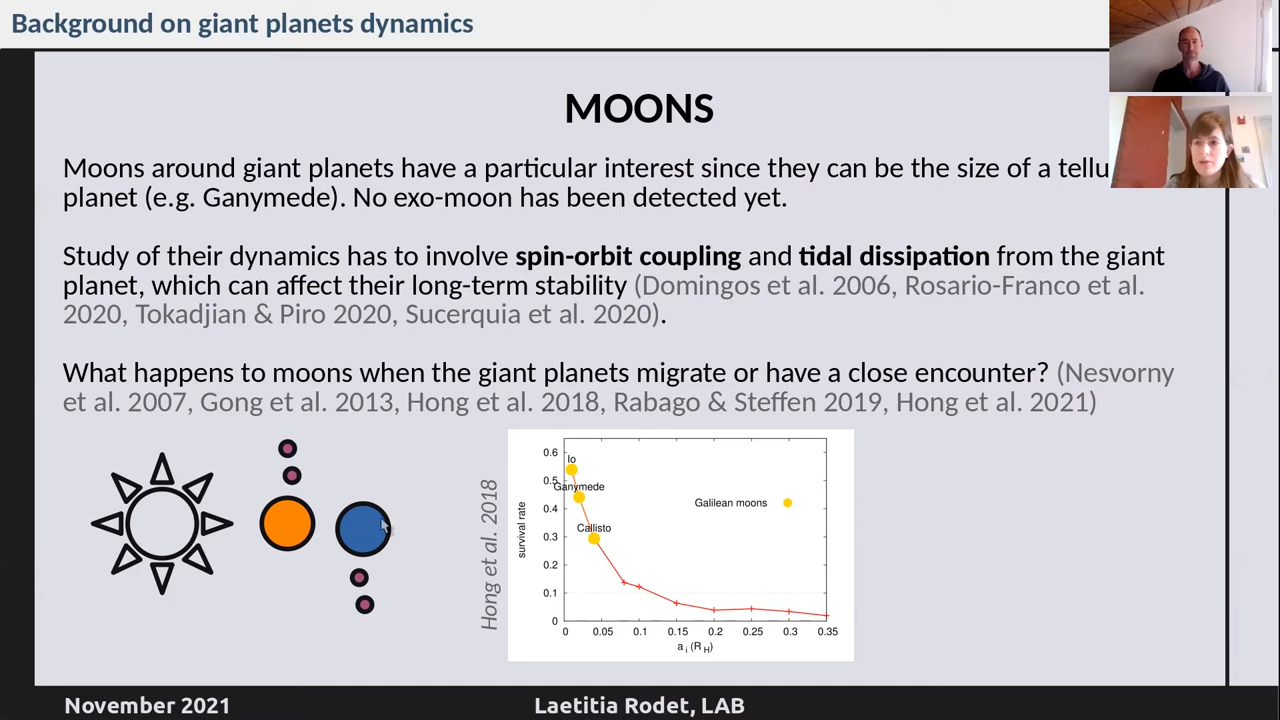 Background on giant planets dynamics
MOONS
Moons around giant planets have a particular interest since they can be the size of a
planet (e.g. Ganymede). No exo-moon has been detected yet.
Study of their dynamics has to involve spin-orbit coupling and tidal dissipation from the giant
planet, which can affect their long-term stability (Domingos et al. 2006, Rosario-Franco et al.
2020, Tokadjian & Piro 2020, Sucerquia et al. 2020).
What happens to moons when the giant planets migrate or have a close encounter? (Nesvorny
et al. 2007, Gong et al. 2013, Hong et al. 2018, Rabago & Steffen 2019, Hong et al. 2021)
Hong et al. 2018
survival rate
0.6
0.5
0.4
0.3
0.2
0.1
0
Io
Ganymede
Callisto
Galilean moons
0 0.05 0.1 0.15 0.2 0.25 0.3 0.35
a i (R H)
November 2021
Laetitia Rodet, LAB